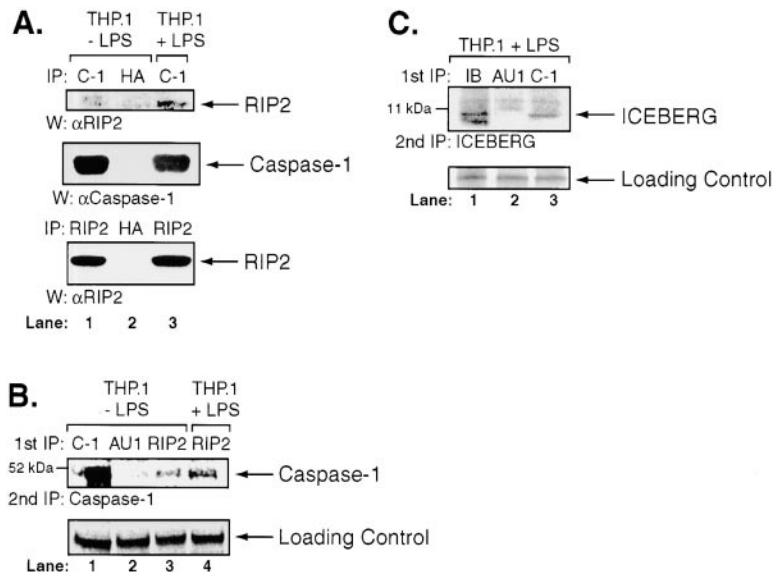 A.
THP.1 THP.1
- LPS + LPS
IP: C-1 HA C-1
RIP2
W: αRIP2
Caspase-1
W: αCaspase-1
IP: RIP2 HA RIP2
RIP2
W: αRIP2
Lane: 1 2 3
B.
THP.1 THP.1
- LPS + LPS
1st IP: C-1 AU1 RIP2 RIP2
52 kDa
Caspase-1
2nd IP: Caspase-1
Loading Control
Lane: 1 2 3 4
C.
THP.1 + LPS
1st IP: IB AU1 C-1
11 kDa
ICEBERG
2nd IP: ICEBERG
Loading Control
Lane: 1 2 3